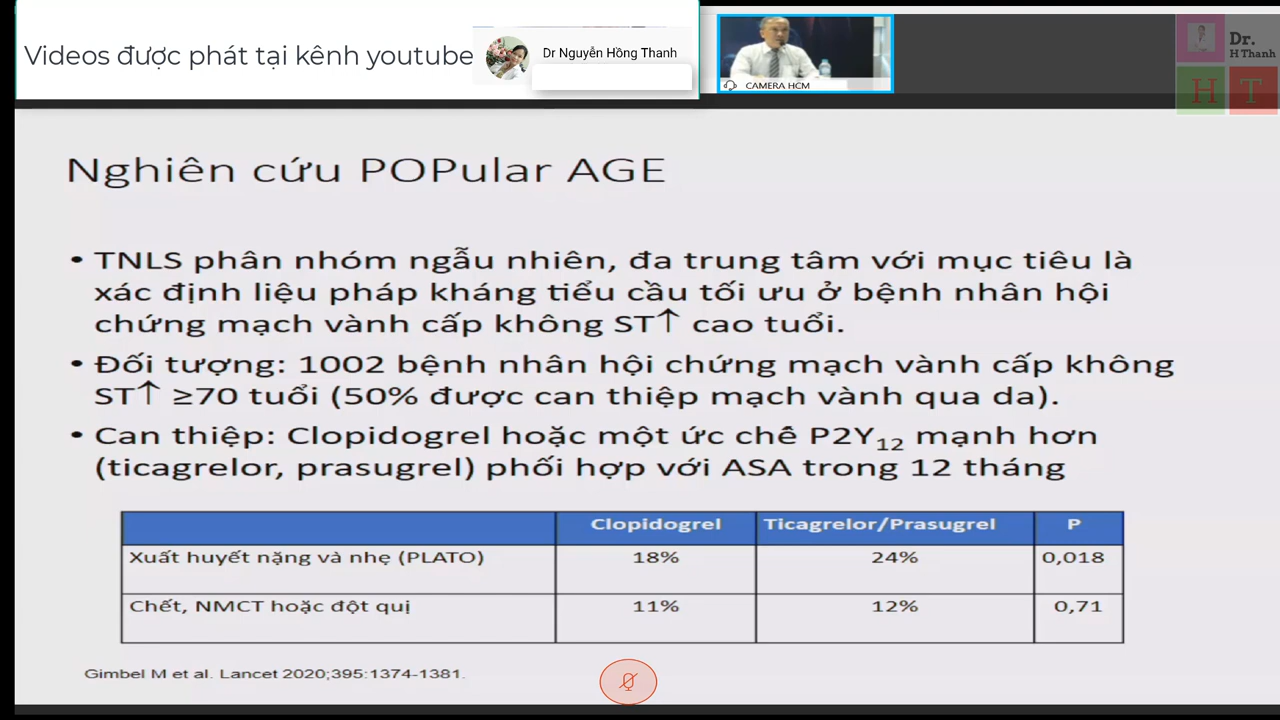 Videos được phát tại kênh youtube
Dr Nguyễn Hồng Thanh
CAMERA HCM
Dr.
H Thanh
H T
Nghiên cứu POPular AGE
• TNLS phân nhóm ngẫu nhiên, đa trung tâm với mục tiêu là
xác định liệu pháp kháng tiểu cầu tối ưu ở bệnh nhân hội
chứng mạch vành cấp không ST↑ cao tuổi.
• Đối tượng: 1002 bệnh nhân hội chứng mạch vành cấp không
ST↑ ≥70 tuổi (50% được can thiệp mạch vành qua da).
• Can thiệp: Clopidogrel hoặc một ức chế P2Y12 mạnh hơn
(ticagrelor, prasugrel) phối hợp với ASA trong 12 tháng
Clopidogrel Ticagrelor/Prasugrel P
Xuất huyết nặng và nhẹ (PLATO) 18% 24% 0,018
Chết, NMCT hoặc đột quị 11% 12% 0,71
Gimbel M et al. Lancet 2020;395:1374-1381.